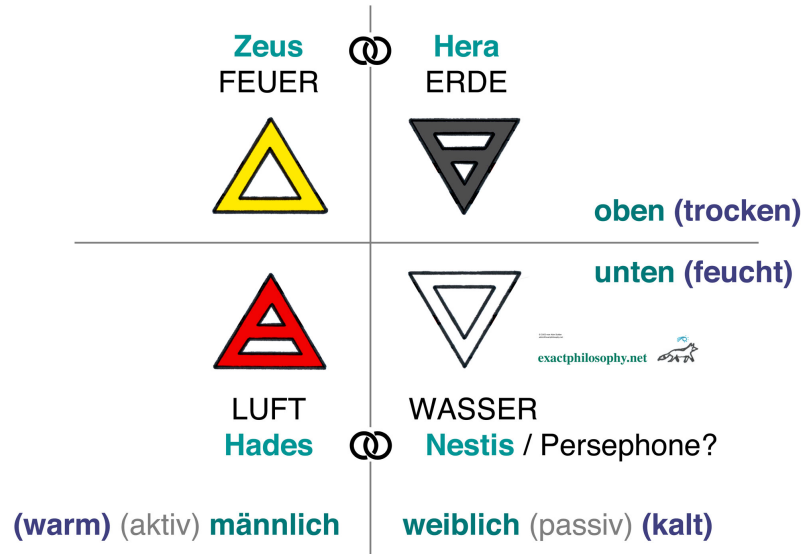 Zeus Hera
FEUER ERDE
oben (trocken)
unten (feucht)
exactphilosophy.net
LUFT WASSER
Hades Nestis / Persephone?
(warm) (aktiv) männlich weiblich (passiv) (kalt)